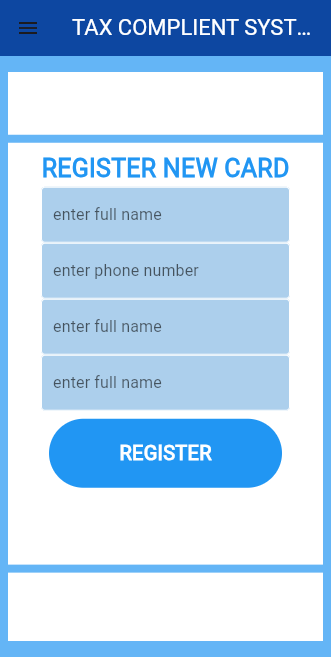 TAX COMPLIENT SYST...
REGISTER NEW CARD
enter full name
enter phone number
enter full name
enter full name
REGISTER